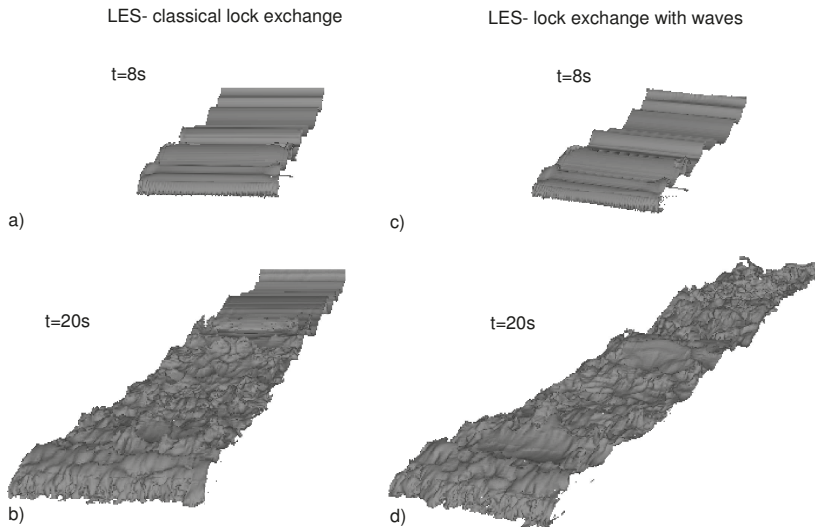 LES- classical lock exchange
LES- lock exchange with waves
t=8s
t=8s
a)
c)
t=20s
t=20s
b)
d)